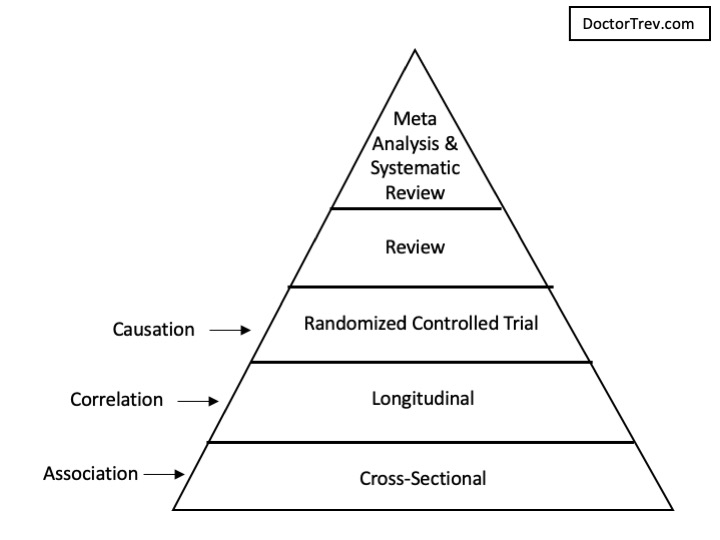 DoctorTrev.com
Meta
Analysis &
Systematic
Review
Review
Causation
Randomized Controlled Trial
Correlation
Longitudinal
Association
Cross-Sectional